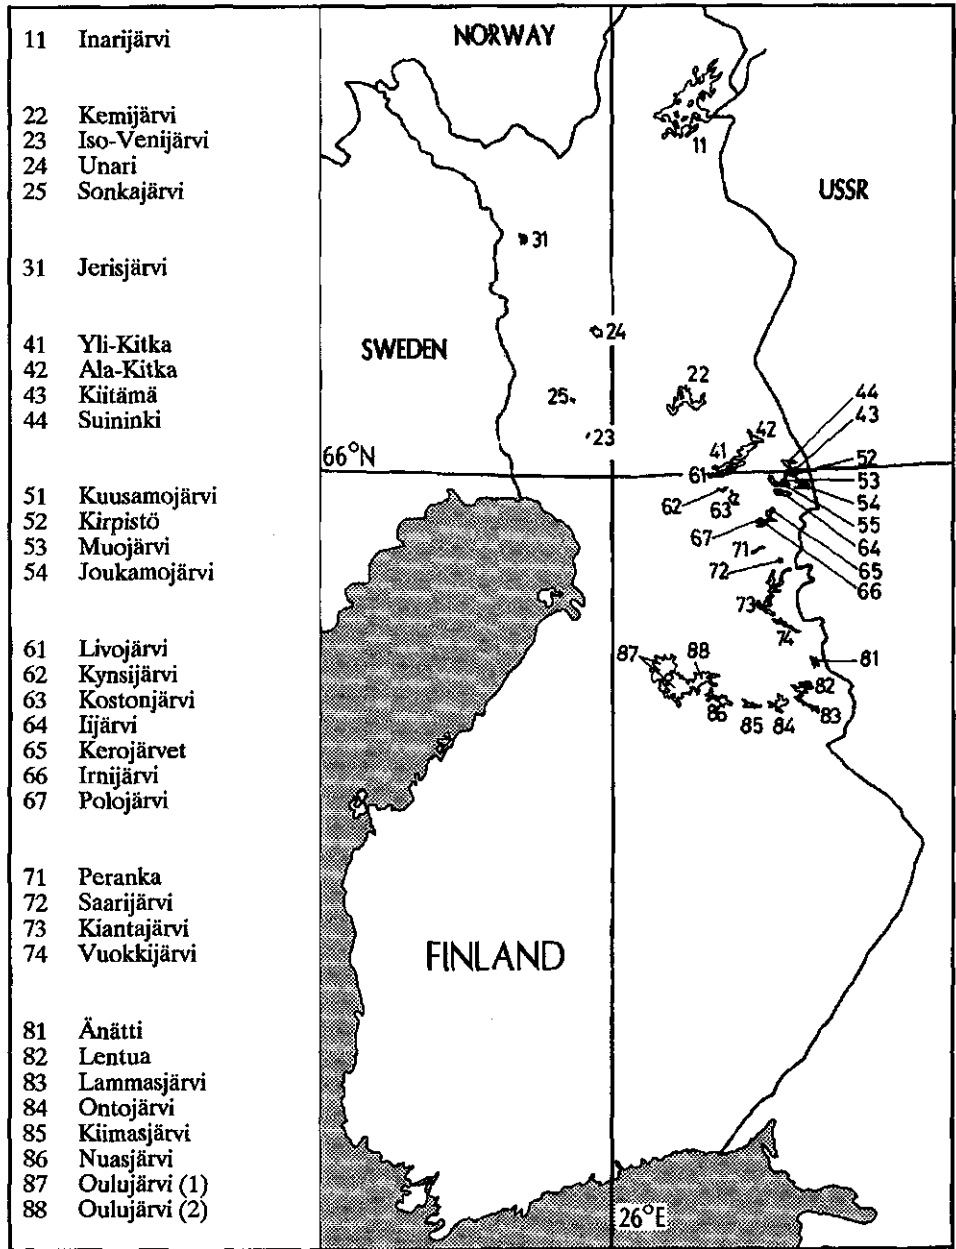 11 Inarijärvi
22 Kemijärvi
23 Iso-Venijärvi
24 Unari
25 Sonkajärvi
31 Jerisjärvi
41 Yli-Kitka
42 Ala-Kitka
43 Kiitämä
44 Suininki
51 Kuusamojärvi
52 Kirpistö
53 Muojärvi
54 Joukamojärvi
61 Livojärvi
62 Kynsijärvi
63 Kostonjärvi
64 Iijärvi
65 Kerojärvet
66 Irnijärvi
67 Polojärvi
71 Peranka
72 Saarijärvi
73 Kiantajärvi
74 Vuokkijärvi
81 Änätti
82 Lentua
83 Lammasjärvi
84 Ontojärvi
85 Kiimasjärvi
86 Nuasjärvi
87 Oulujärvi (1)
88 Oulujärvi (2)
NORWAY
11
USSR
31
24
SWEDEN
22
25
44
43
23
42
41
66°N
61
52
53
54
62
63
55
67
64
71
65
72
66
73
74
87
88
81
82
86
85
84
83
FINLAND
26°E